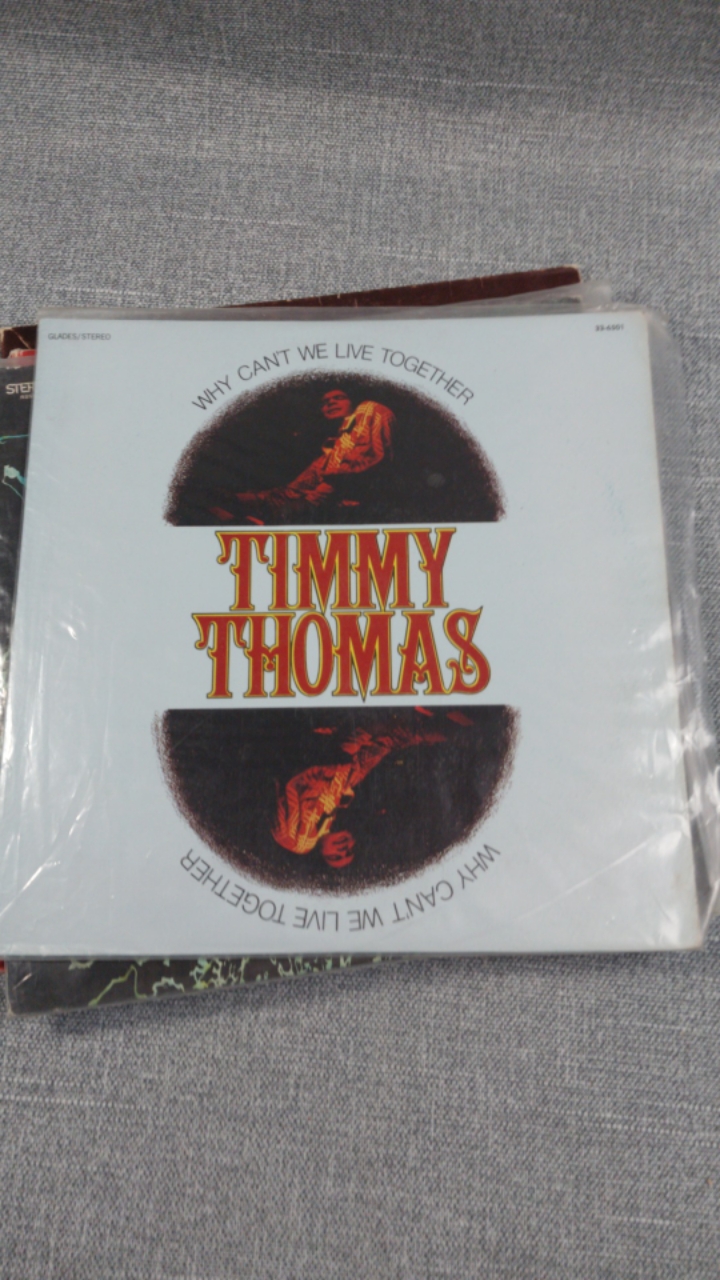 GLADES/STEREO
33-6501
WHY CAN'T WE LIVE TOGETHER
TIMMY
THOMAS
WHY CAN'T WE LIVE TOGETHER